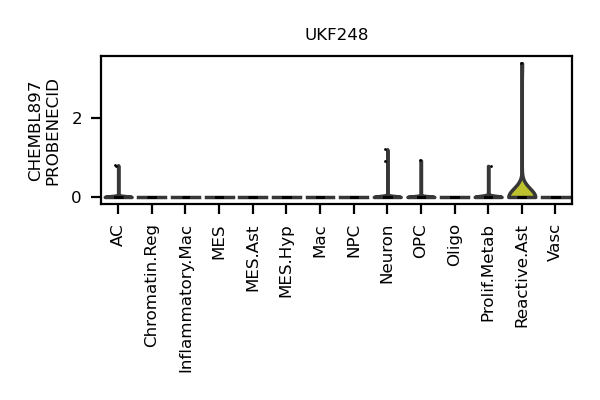 UKF248
CHEMBL897
PROBENECID
2
0
AC
Chromatin.Reg
Inflammatory.Mac
MES
MES.Ast
MES.Hyp
Mac
NPC
Neuron
OPC
Oligo
Prolif.Metab
Reactive.Ast
Vasc